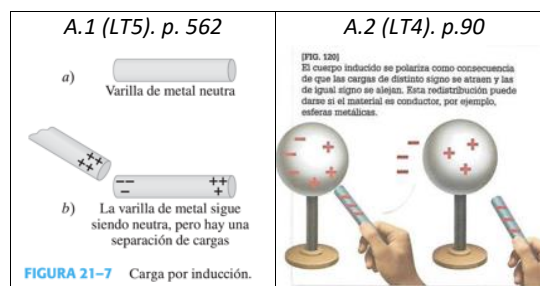 A.1 (LT5). p. 562
a)
Varilla de metal neutra
b)
La varilla de metal sigue
siendo neutra, pero hay una
separación de cargas
FIGURA 21–7 Carga por inducción.
A.2 (LT4). p.90
[FIG. 120]
El cuerpo inducido se polariza como consecuencia
de que las cargas de distinto signo se atraen y las
de igual signo se alejan. Esta redistribución puede
darse si el material es conductor, por ejemplo,
esferas metálicas.